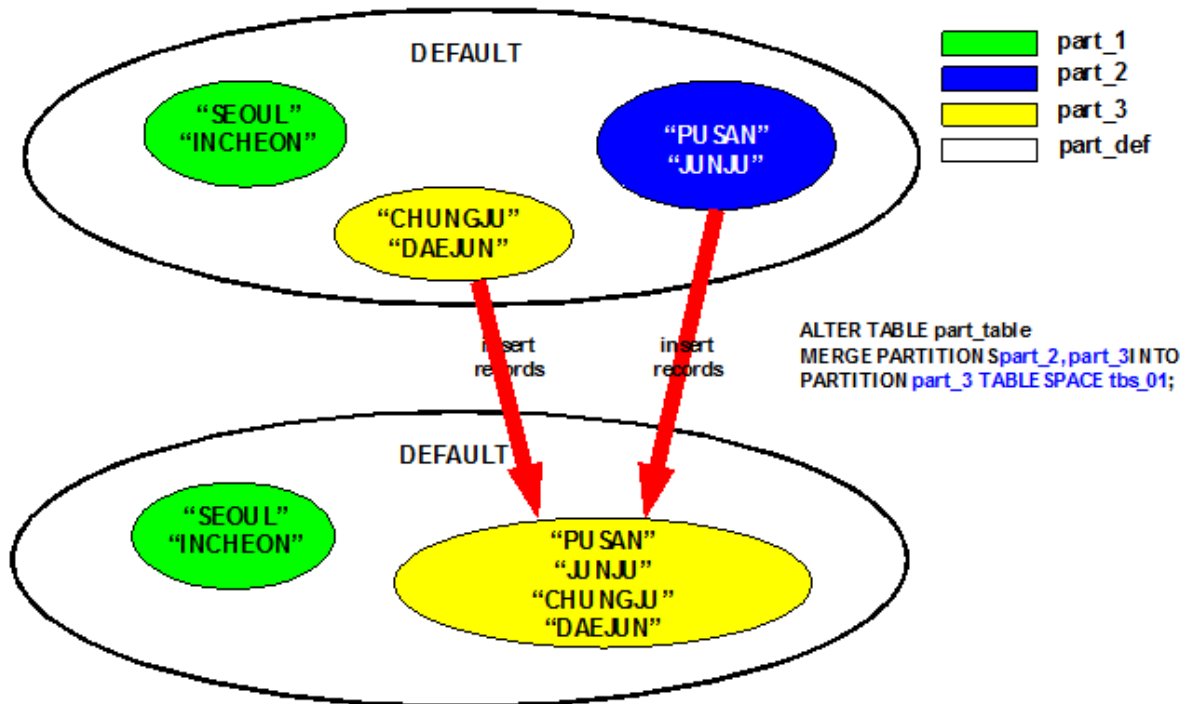 DEFAULT
“SEOUL”
“INCHEON”
“PUSAN”
“JUNJU”
“CHUNGJU”
“DAEJUN”
part_1
part_2
part_3
part_def
insert
records
insert
records
ALTER TABLE part_table
MERGE PARTITIONS part_2, part_3 INTO
PARTITION part_3 TABLESPACE tbs_01;
DEFAULT
“SEOUL”
“INCHEON”
“PUSAN”
“JUNJU”
“CHUNGJU”
“DAEJUN”